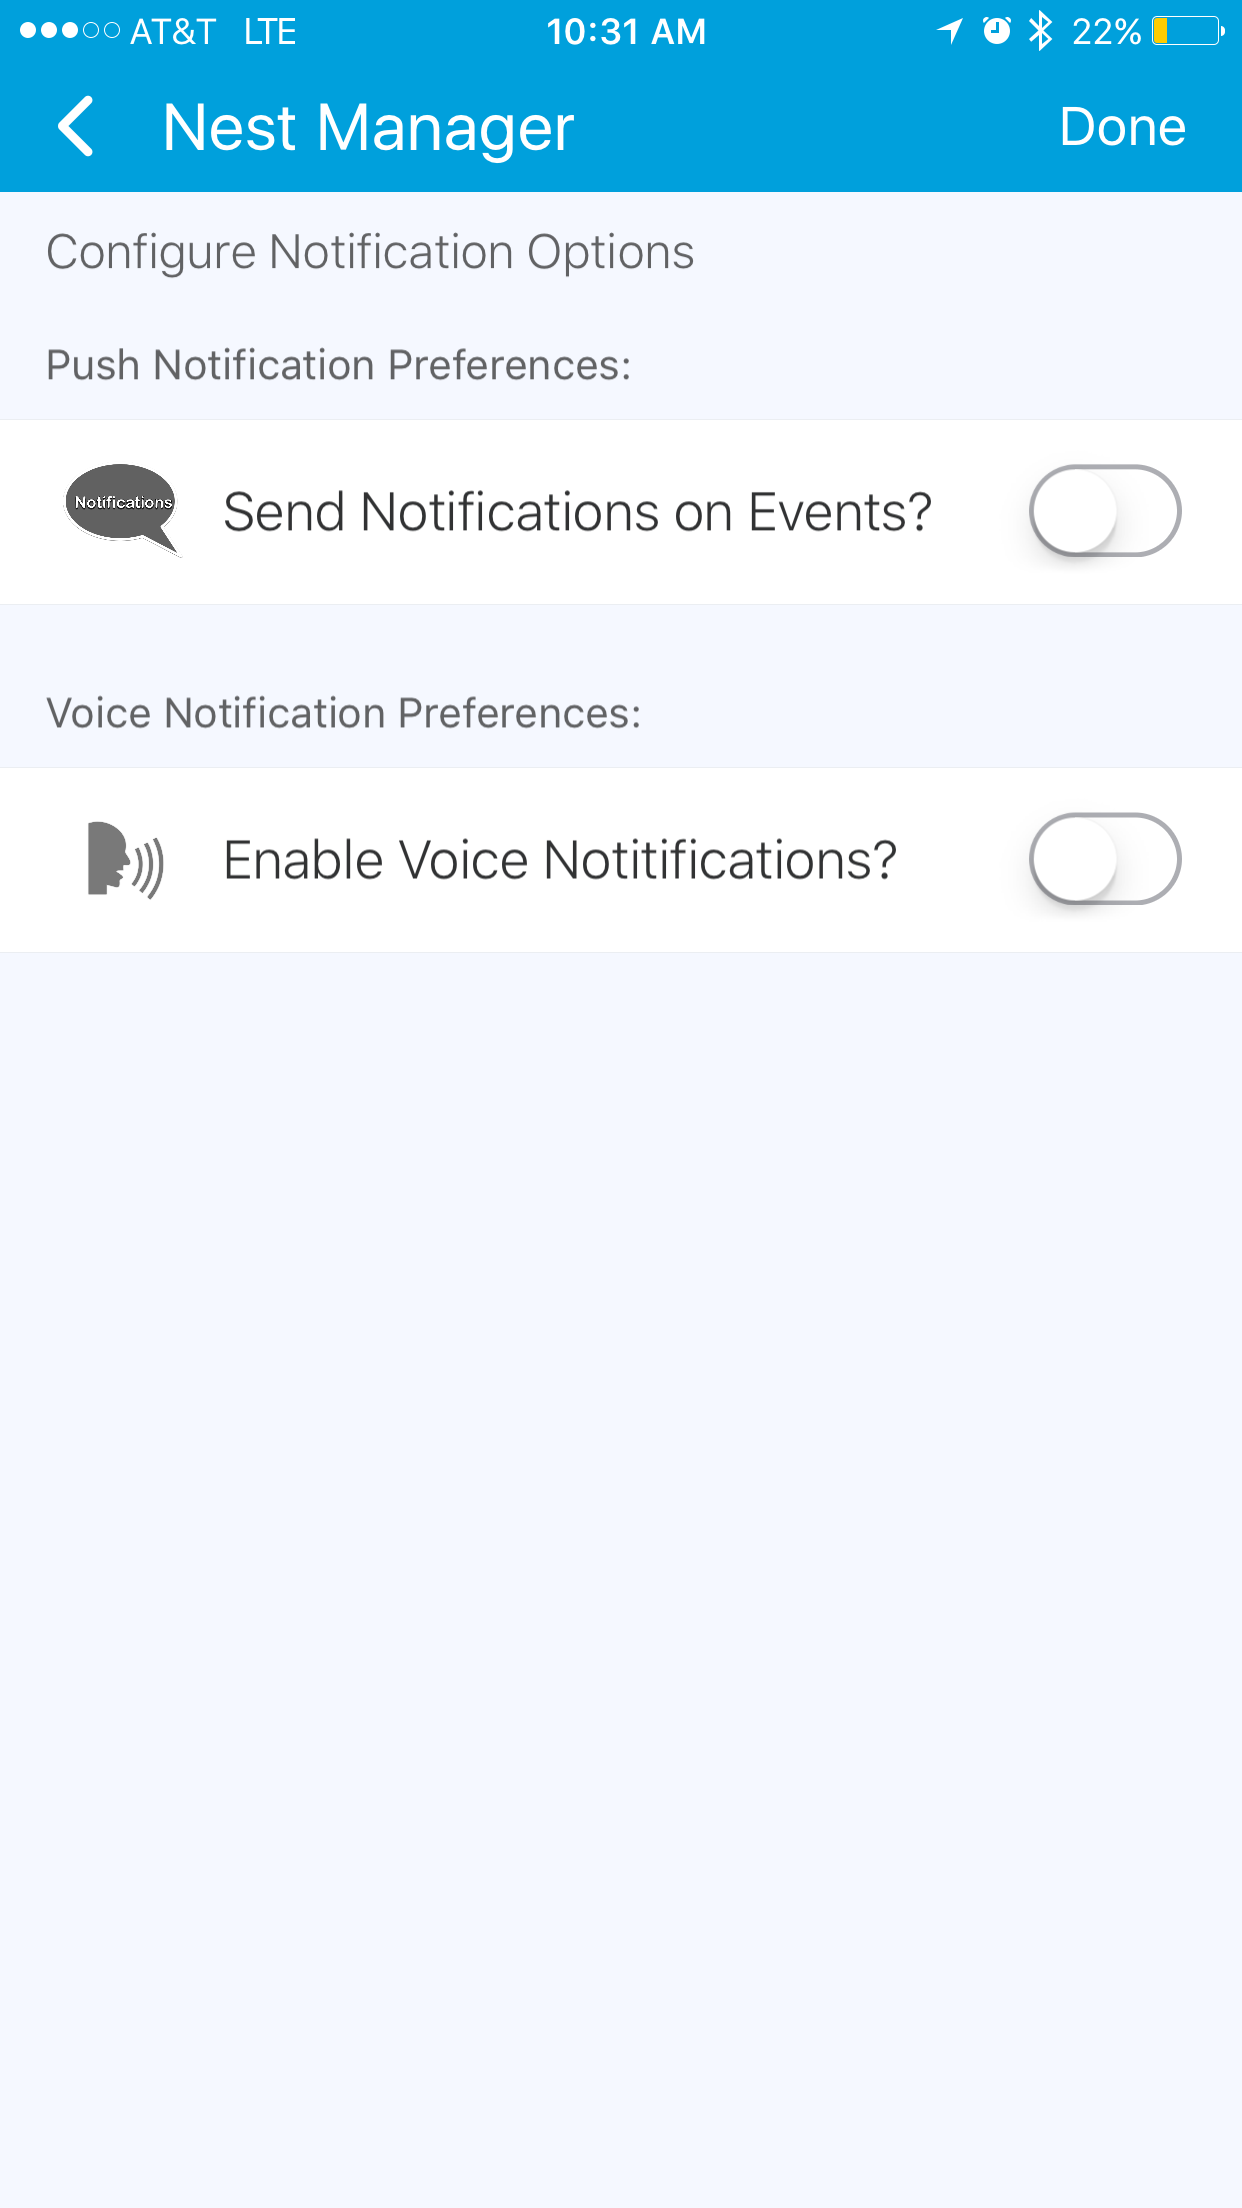 AT&T LTE 10:31 AM 22%
Nest Manager Done
Configure Notification Options
Push Notification Preferences:
Notifications Send Notifications on Events?
Voice Notification Preferences:
Enable Voice Notitifications?